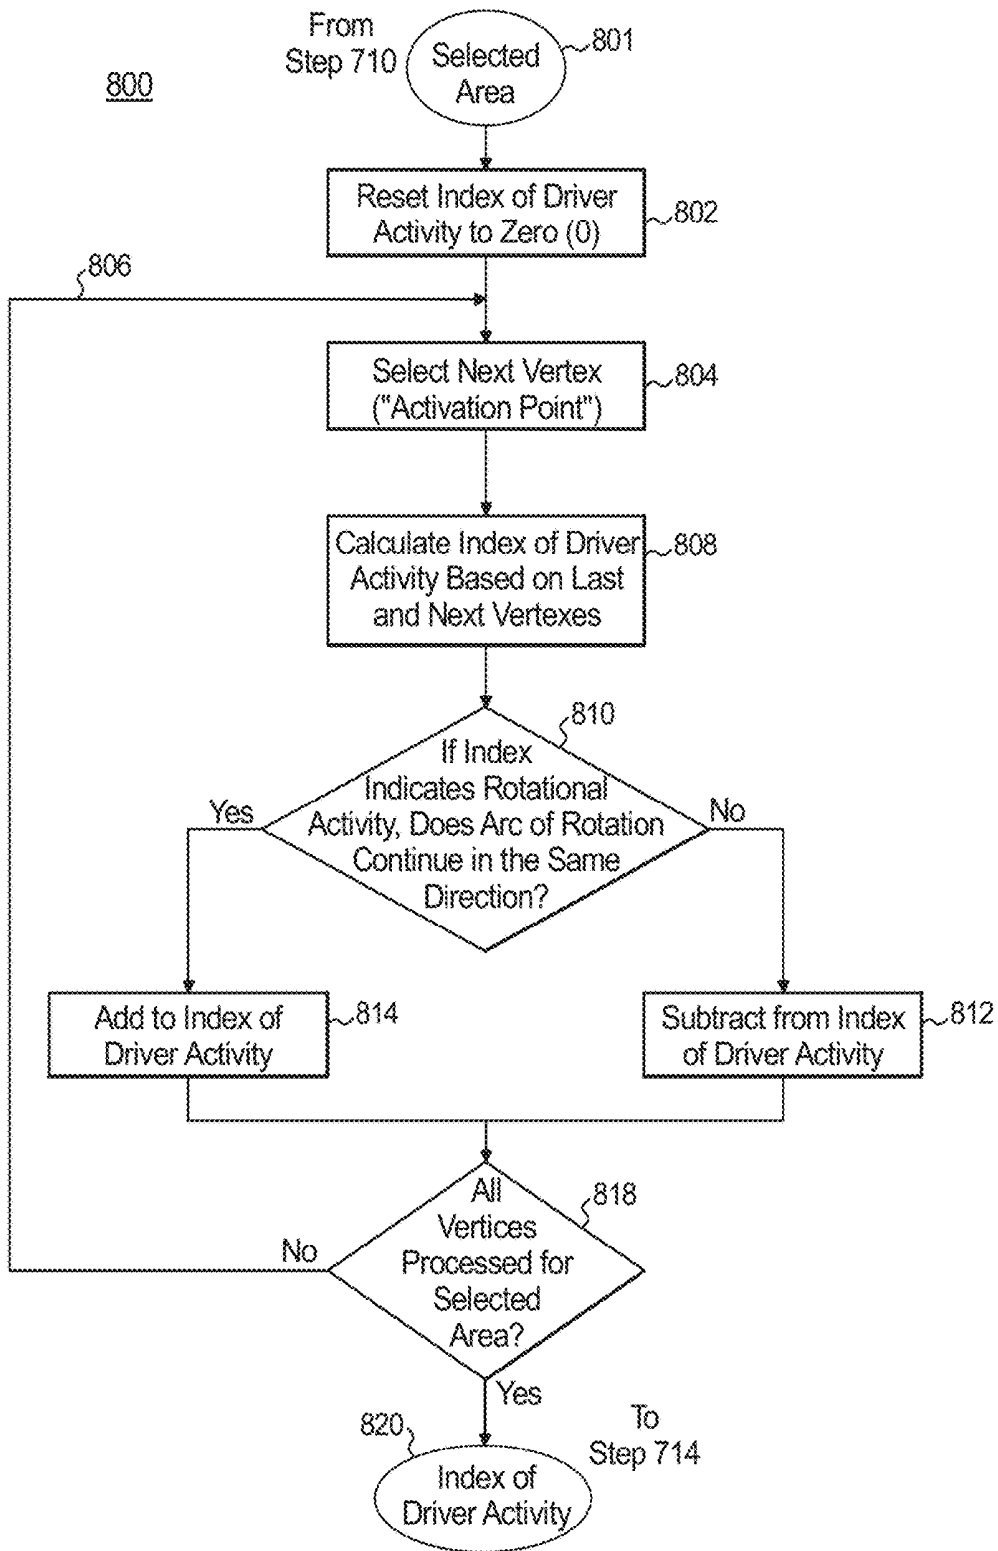 From
Step 710
Selected
Area
801
800
Reset Index of Driver
Activity to Zero (0)
802
806
Select Next Vertex
("Activation Point")
804
Calculate Index of Driver
Activity Based on Last
and Next Vertexes
808
810
If Index
Indicates Rotational
Activity, Does Arc of Rotation
Continue in the Same
Direction?
Yes
No
Add to Index of
Driver Activity
814
Subtract from Index
of Driver Activity
812
All
Vertices
Processed for
Selected
Area?
818
No
Yes
820
Index of
Driver Activity
To
Step 714